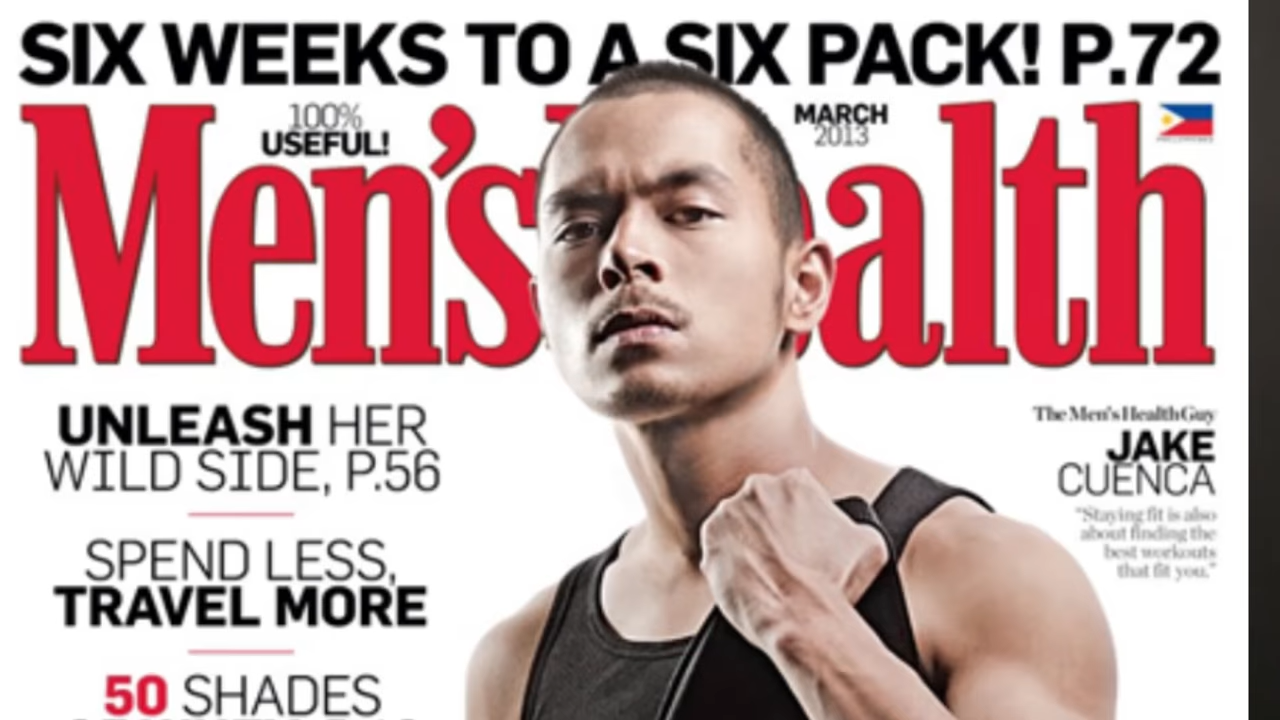 SIX WEEKS TO A SIX PACK! P.72
100%
USEFUL!
MARCH
2013
Men's Health
UNLEASH HER
WILD SIDE, P.56
SPEND LESS,
TRAVEL MORE
50 SHADES
The Men's Health Guy
JAKE
CUENCA
"Staying fit is also
about finding the
best workouts
that fit you."